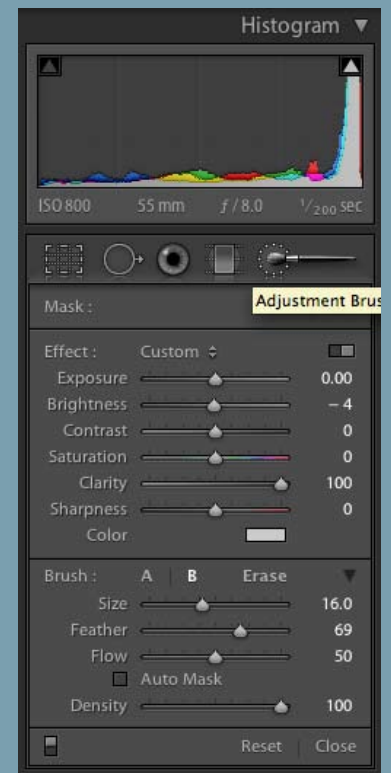 Histogram
ISO 800 55 mm f / 8.0 1/200 sec
Mask :
Adjustment Brus
Effect : Custom
Exposure 0.00
Brightness – 4
Contrast 0
Saturation 0
Clarity 100
Sharpness 0
Color
Brush : A B Erase
Size 16.0
Feather 69
Flow 50
Auto Mask
Density 100
Reset Close